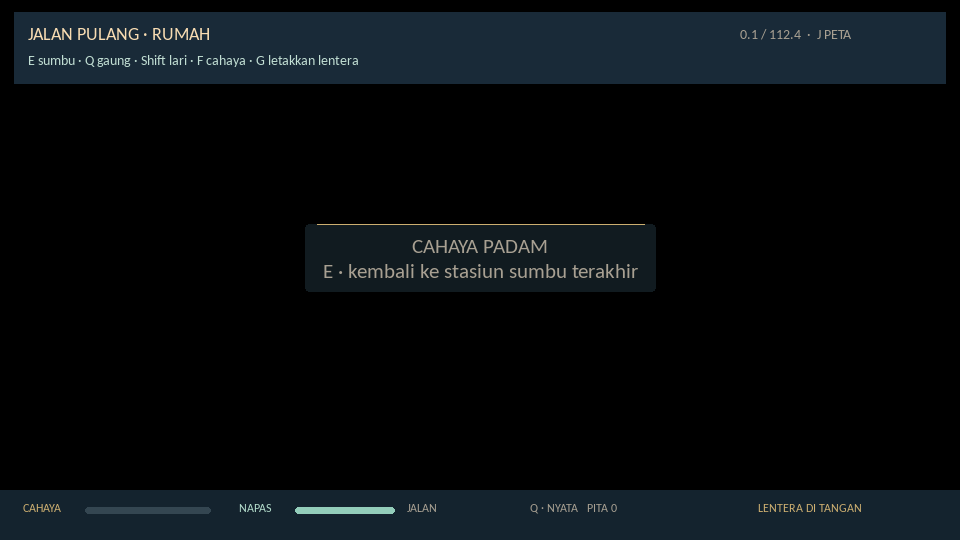 JALAN PULANG · RUMAH
0.1 / 112.4 · J PETA
E sumbu · Q gaung · Shift lari · F cahaya · G letakkan lentera
CAHAYA PADAM
E · kembali ke stasiun sumbu terakhir
CAHAYA NAPAS JALAN Q · NYATA PITA 0 LENTERA DI TANGAN